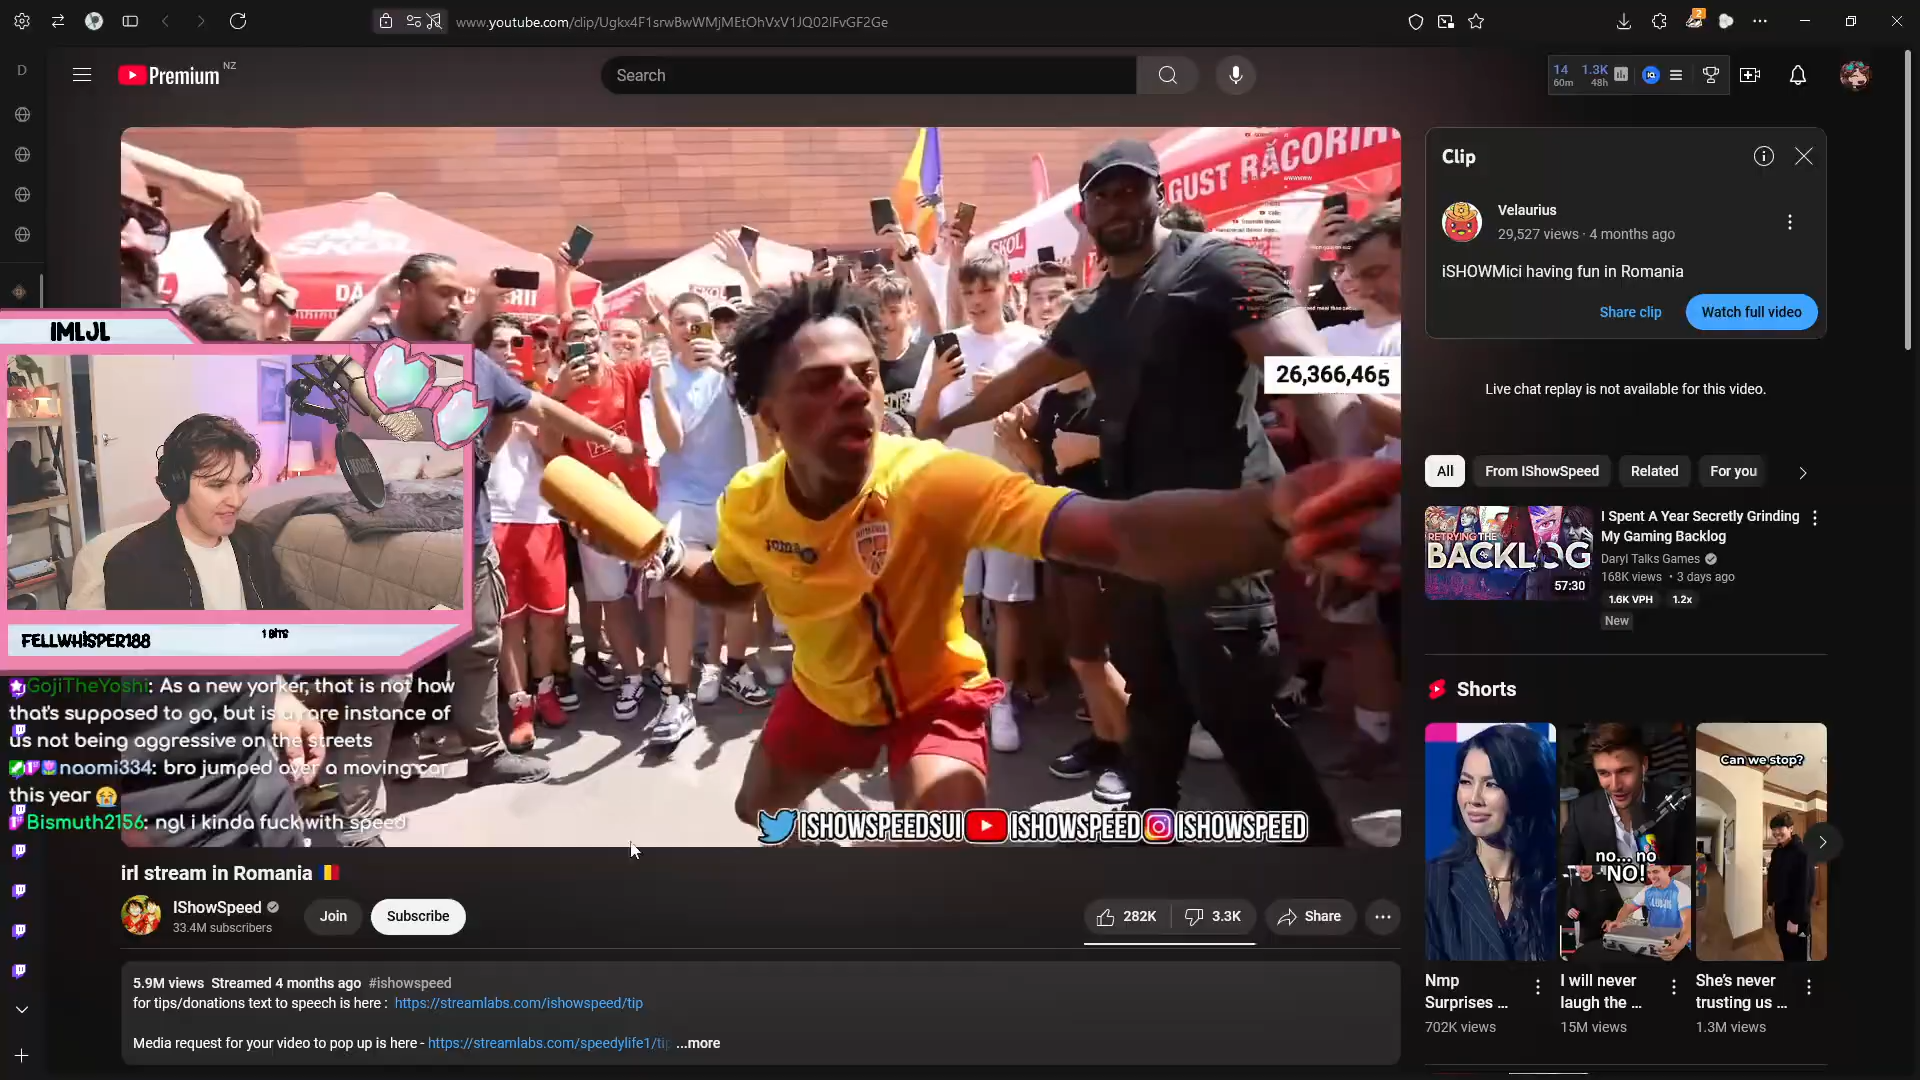 www.youtube.com/clip/Ugkx4F1srwBwWMjMEtOhVxV1JQ02lFvGF2Ge
Premium NZ
Search
14 1.3K
60m 48h
GUST RĂCORI
SKOL
SKOL
26,366,465
ISHOWSPEEDSUI ISHOWSPEED ISHOWSPEED
IMLJL
FELLWHISPER188 1 BITS
GojiTheYoshi: As a new yorker, that is not how
that's supposed to go, but is a rare instance of
us not being aggressive on the streets
naomi334: bro jumped over a moving car
this year 😭
Bismuth2156: ngl i kinda fuck with speed
irl stream in Romania 🇷🇴
IShowSpeed
33.4M subscribers
Join
Subscribe
282K
3.3K
Share
5.9M views Streamed 4 months ago #ishowspeed
for tips/donations text to speech is here : https://streamlabs.com/ishowspeed/tip
Media request for your video to pop up is here - https://streamlabs.com/speedylife1/ti ...more
Clip
Velaurius
29,527 views · 4 months ago
iSHOWMici having fun in Romania
Share clip
Watch full video
Live chat replay is not available for this video.
All
From IShowSpeed
Related
For you
RETRYING THE
BACKLOG
57:30
I Spent A Year Secretly Grinding
My Gaming Backlog
Daryl Talks Games
168K views • 3 days ago
1.6K VPH 1.2x
New
Shorts
no... no
NO!
Can we stop?
Nmp
Surprises ...
702K views
I will never
laugh the ...
15M views
She's never
trusting us ...
1.3M views